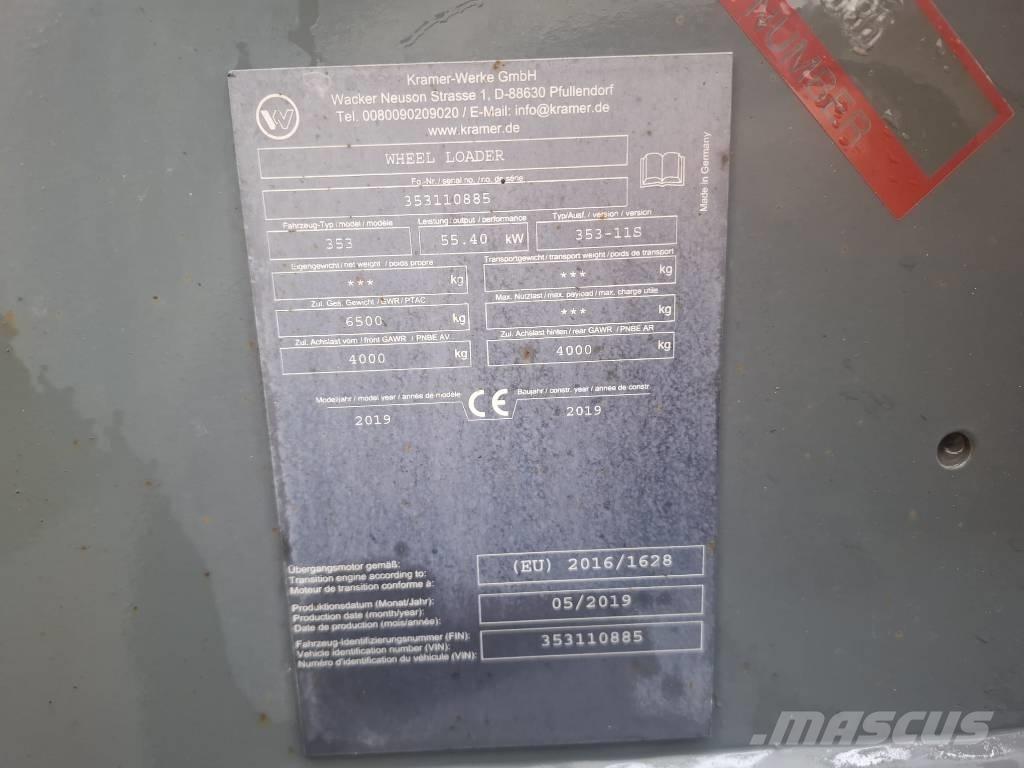 Kramer-Werke GmbH
Wacker Neuson Strasse 1, D-88630 Pfullendorf
Tel. 0080090209020 / E-Mail: info@kramer.de
www.kramer.de
WHEEL LOADER
Fg.-Nr. / serial no. / no. de série
353110885
Made in Germany
Fahrzeug-Typ / model / modèle
353
Leistung / output / performance
55.40 kW
Typ/Ausf. / version / version
353-11S
Eigengewicht / net weight / poids propre
*** kg
Transportgewicht / transport weight / poids de transport
*** kg
Zul. Ges. Gewicht / GWR / PTAC
6500 kg
Max. Nutzlast / max. payload / max. charge utile
*** kg
Zul. Achslast vorn / front GAWR / PNBE AV
4000 kg
Zul. Achslast hinten / rear GAWR / PNBE AR
4000 kg
Modelljahr / model year / année de modèle
2019
CE
Baujahr / constr. year / année de constr.
2019
Übergangsmotor gemäß:
Transition engine according to:
Moteur de transition conforme à:
(EU) 2016/1628
Produktionsdatum (Monat/Jahr):
Production date (month/year):
Date de production (mois/année):
05/2019
Fahrzeug-Identifizierungsnummer (FIN):
Vehicle identification number (VIN):
Numéro d'identification du véhicule (VIN):
353110885
MASCUS